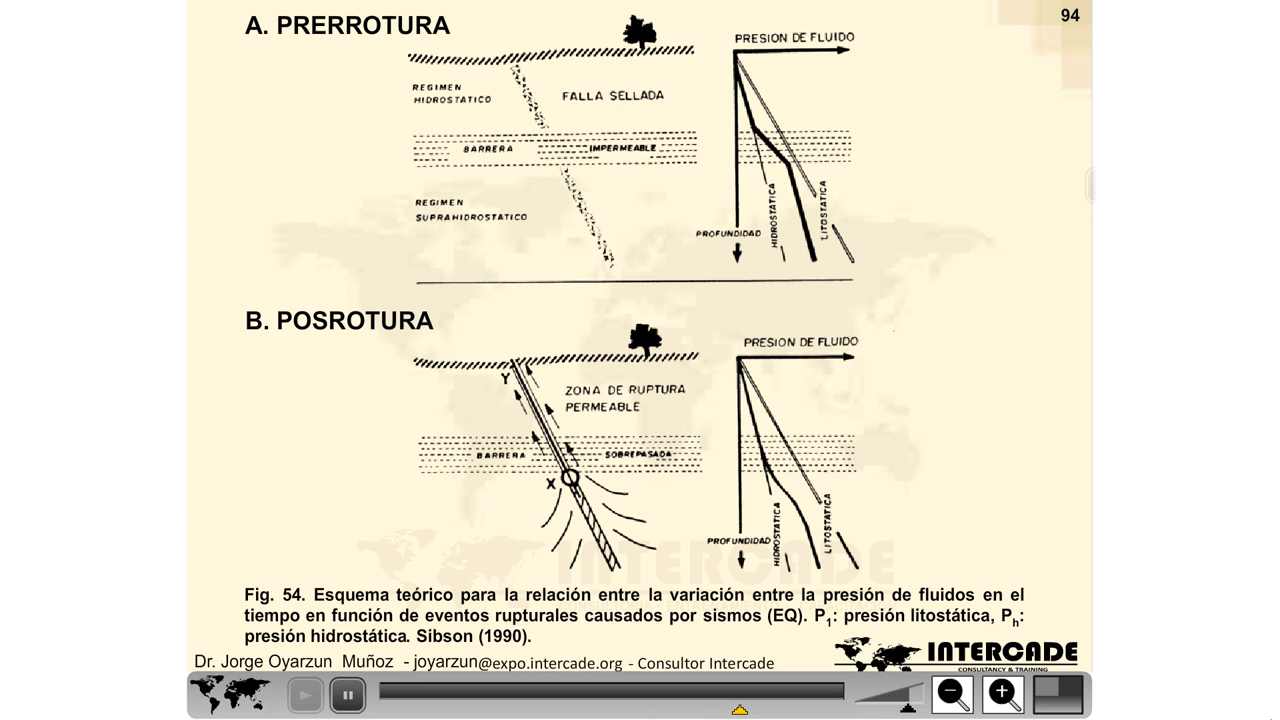 94
A. PRERROTURA
PRESION DE FLUIDO
REGIMEN
HIDROSTATICO
FALLA SELLADA
BARRERA
IMPERMEABLE
REGIMEN
SUPRAHIDROSTATICO
PROFUNDIDAD
HIDROSTATICA
LITOSTATICA
B. POSROTURA
PRESION DE FLUIDO
Y
ZONA DE RUPTURA
PERMEABLE
BARRERA
SOBREPASADA
X
PROFUNDIDAD
HIDROSTATICA
LITOSTATICA
INTERCADE
Fig. 54. Esquema teórico para la relación entre la variación entre la presión de fluidos en el
tiempo en función de eventos rupturales causados por sismos (EQ). P1: presión litostática, Ph:
presión hidrostática. Sibson (1990).
Dr. Jorge Oyarzun Muñoz - joyarzun@expo.intercade.org - Consultor Intercade
INTERCADE
CONSULTANCY & TRAINING